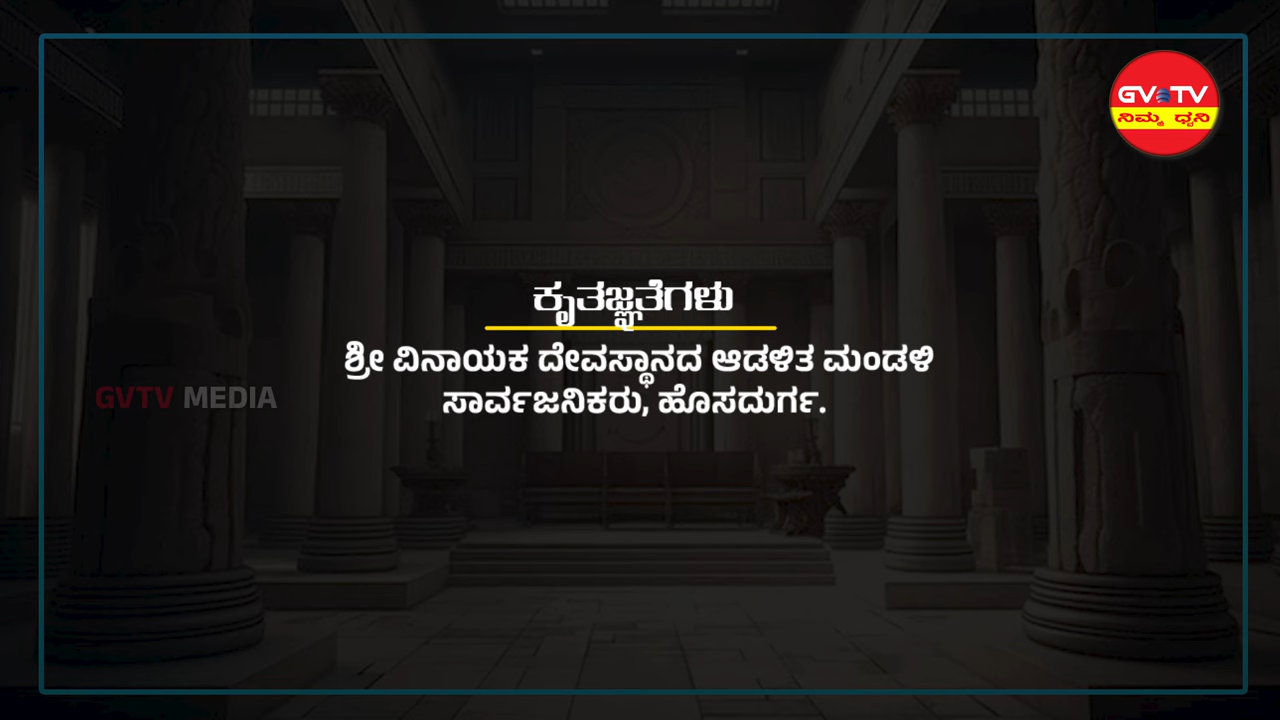 GVTV
ನಿಮ್ಮ ಧ್ವನಿ
ಕೃತಜ್ಞತೆಗಳು
ಶ್ರೀ ವಿನಾಯಕ ದೇವಸ್ಥಾನದ ಆಡಳಿತ ಮಂಡಳಿ
GVTV MEDIA
ಸಾರ್ವಜನಿಕರು, ಹೊಸದುರ್ಗ.